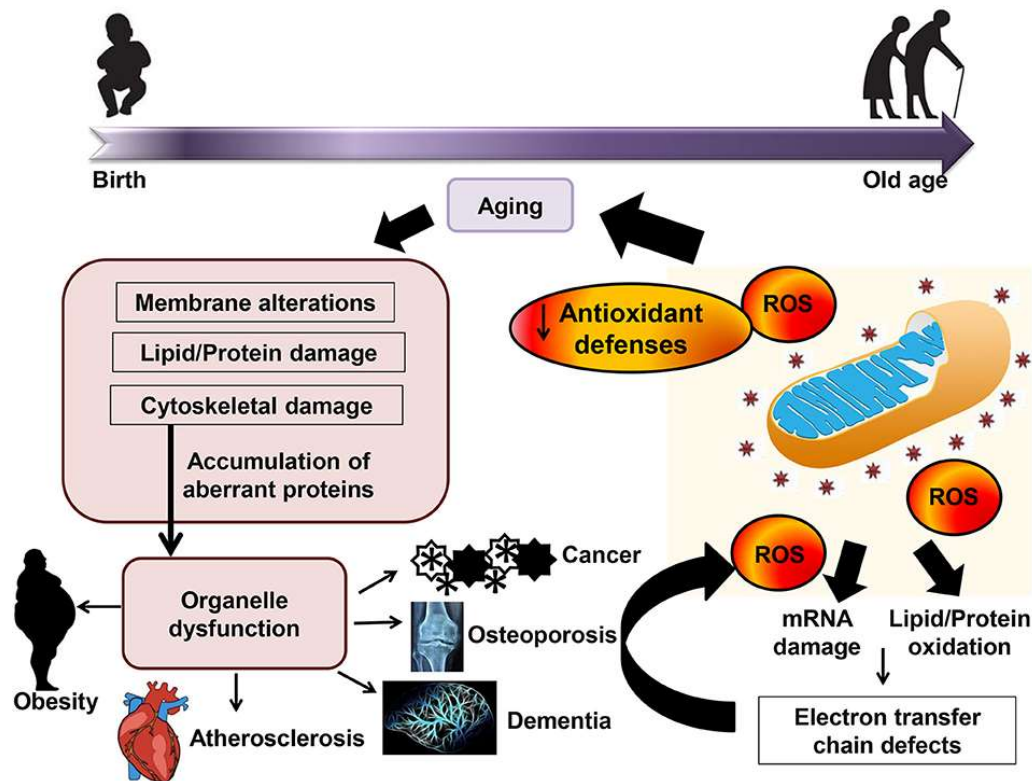 Birth
Old age
Aging
Membrane alterations
Lipid/Protein damage
Cytoskeletal damage
Accumulation of
aberrant proteins
Organelle
dysfunction
Obesity
Atherosclerosis
Cancer
Osteoporosis
Dementia
↓ Antioxidant
defenses
ROS
ROS
ROS
mRNA
damage
Lipid/Protein
oxidation
Electron transfer
chain defects